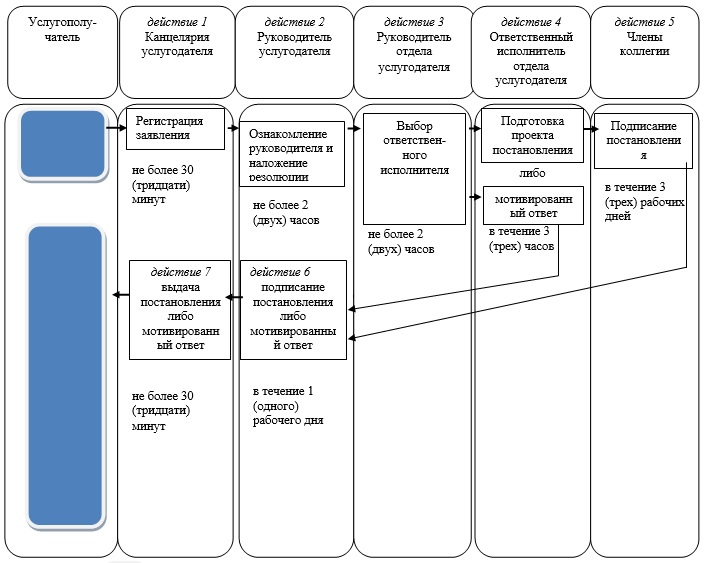 Услугополу-
чатель
действие 1
Канцелярия
услугодателя
действие 2
Руководитель
услугодателя
действие 3
Руководитель
отдела
услугодателя
действие 4
Ответственный
исполнитель
отдела
услугодателя
действие 5
Члены
коллегии
Регистрация
заявления
не более 30
(тридцати)
минут
Ознакомление
руководителя и
наложение
резолюции
не более 2
(двух) часов
Выбор
ответствен-
ного
исполнителя
не более 2
(двух) часов
Подготовка
проекта
постановления
либо
мотивированн
ый ответ
в течение 3
(трех) часов
Подписание
постановлени
я
в течение 3
(трех) рабочих
дней
действие 7
выдача
постановления
либо
мотивированн
ый ответ
не более 30
(тридцати)
минут
действие 6
подписание
постановления
либо
мотивированны
й ответ
в течение 1
(одного)
рабочего дня